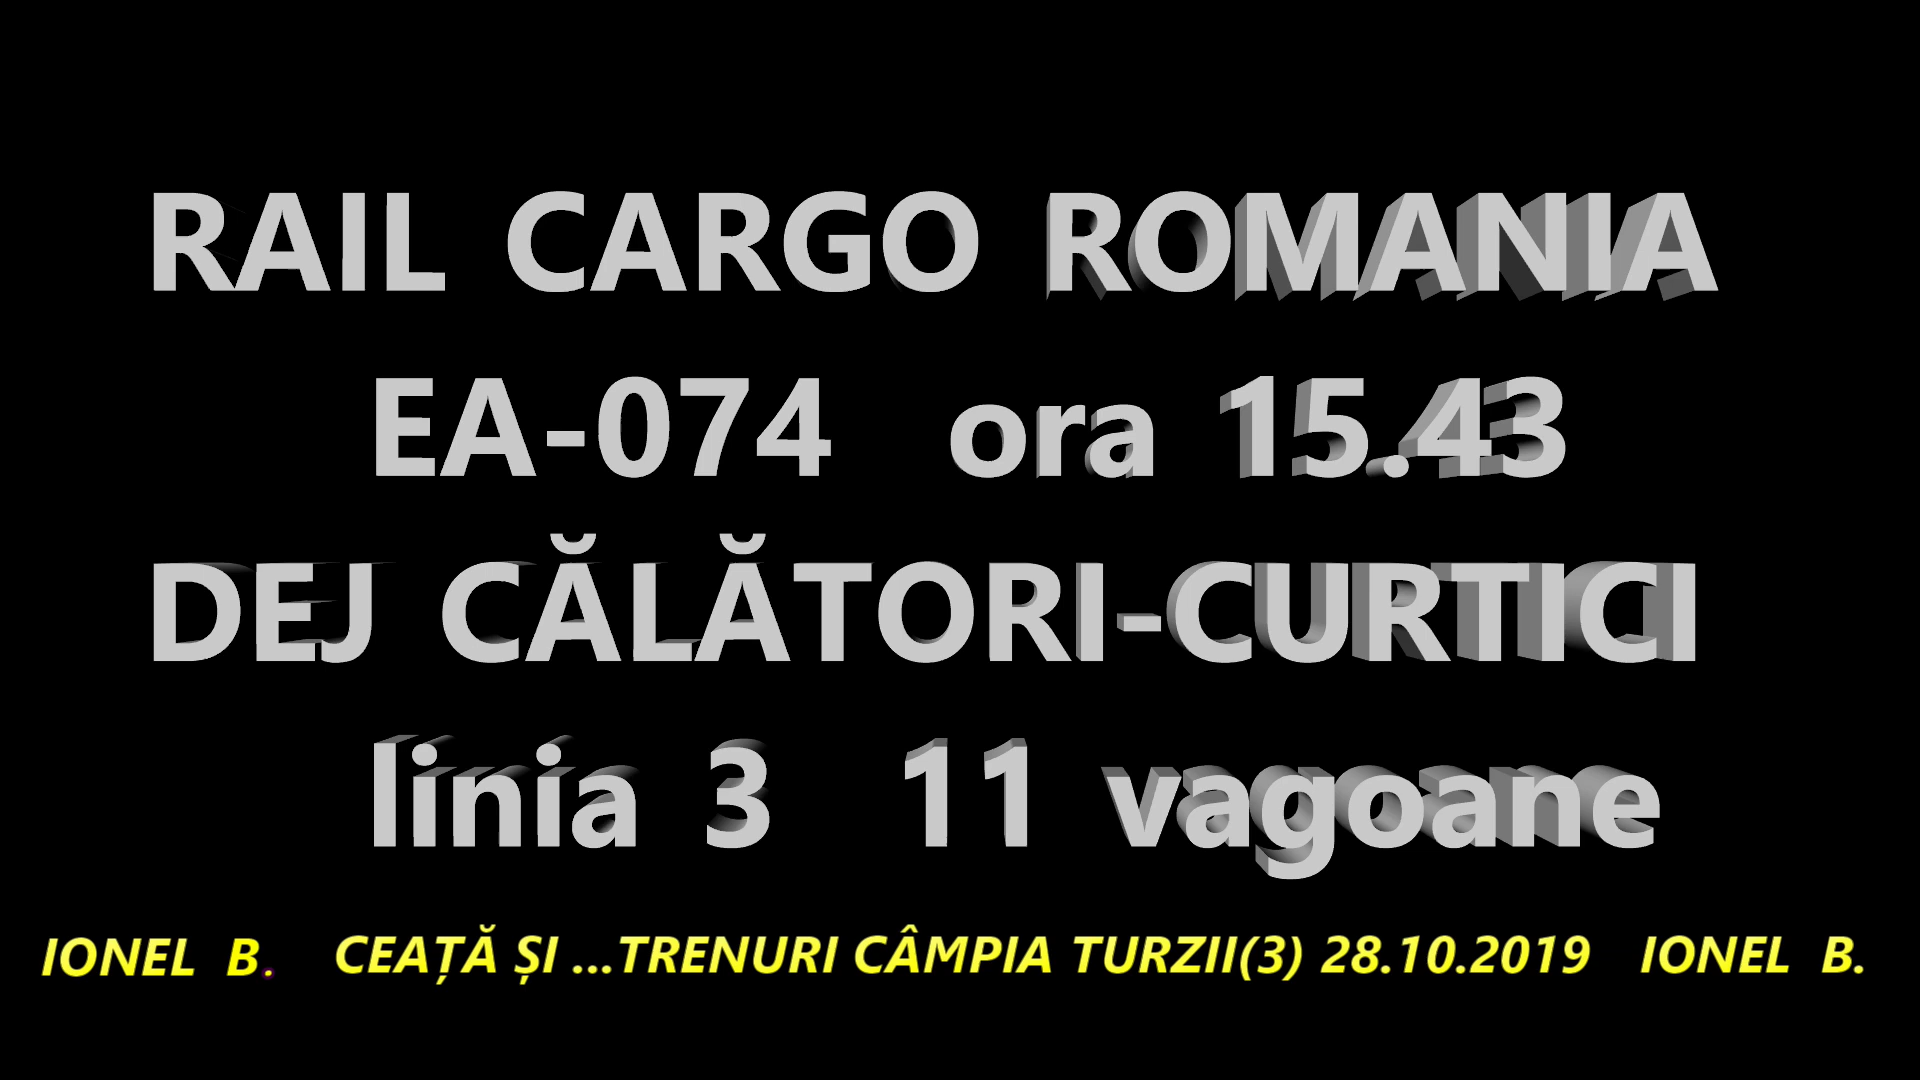 RAIL CARGO ROMANIA
EA-074 ora 15.43
DEJ CĂLĂTORI-CURTICI
linia 3 11 vagoane
IONEL B. CEAȚĂ ȘI ...TRENURI CÂMPIA TURZII(3) 28.10.2019 IONEL B.